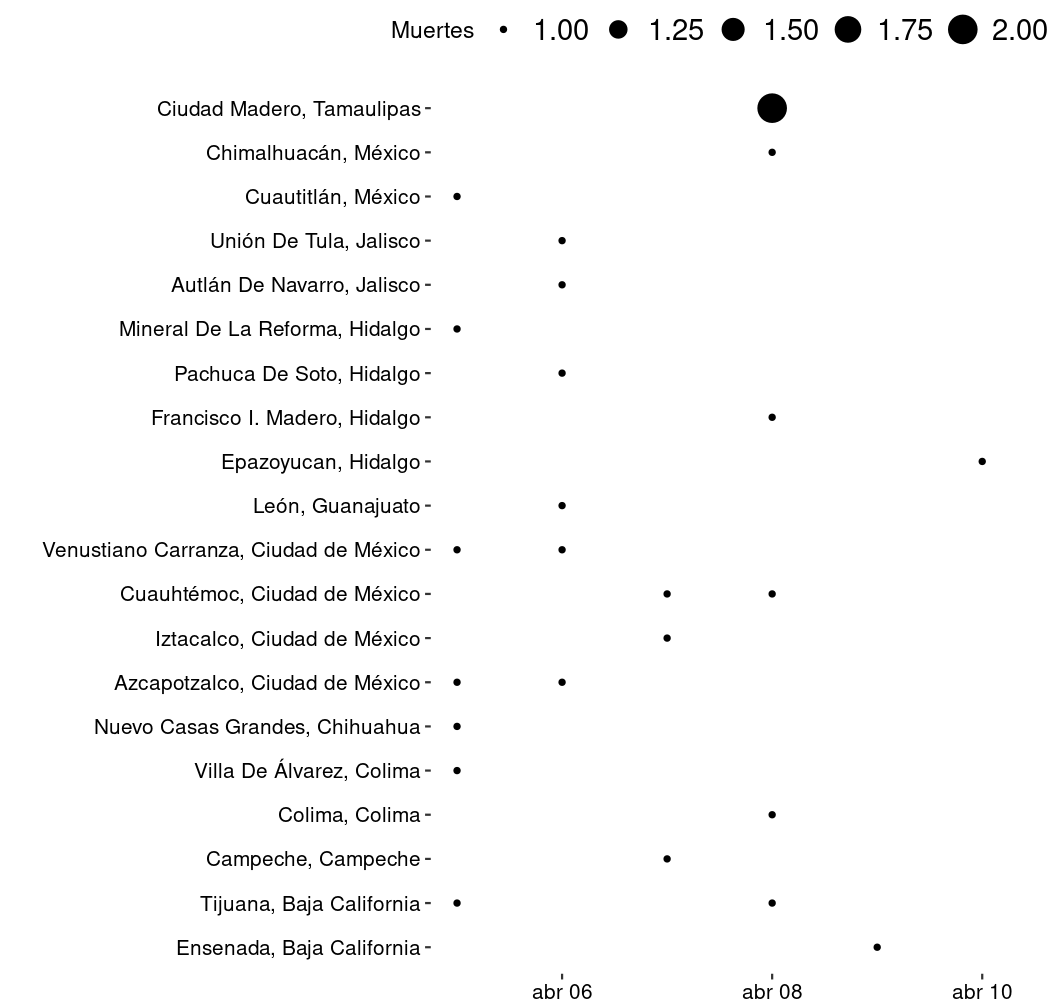 Muertes 1.00 1.25 1.50 1.75 2.00
Ciudad Madero, Tamaulipas
Chimalhuacán, México
Cuautitlán, México
Unión De Tula, Jalisco
Autlán De Navarro, Jalisco
Mineral De La Reforma, Hidalgo
Pachuca De Soto, Hidalgo
Francisco I. Madero, Hidalgo
Epazoyucan, Hidalgo
León, Guanajuato
Venustiano Carranza, Ciudad de México
Cuauhtémoc, Ciudad de México
Iztacalco, Ciudad de México
Azcapotzalco, Ciudad de México
Nuevo Casas Grandes, Chihuahua
Villa De Álvarez, Colima
Colima, Colima
Campeche, Campeche
Tijuana, Baja California
Ensenada, Baja California
abr 06 abr 08 abr 10